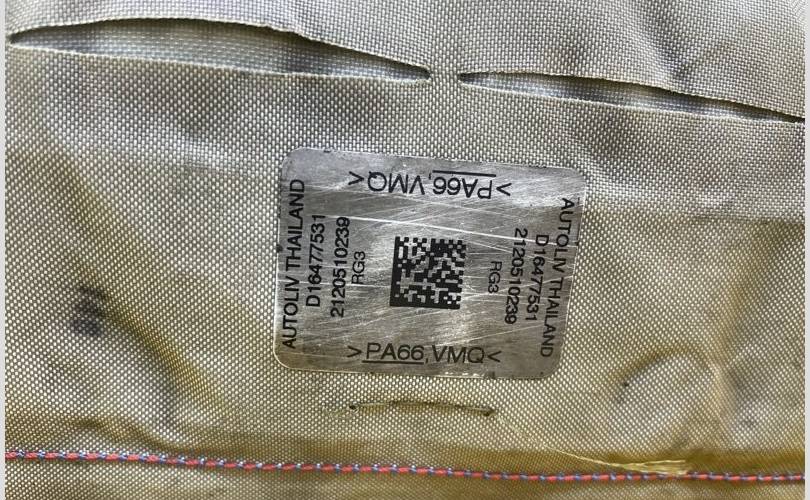 >PA66,VMQ<
AUTOLIV THAILAND
D16477531
2120510239
RG3
AUTOLIV THAILAND
D16477531
2120510239
RG3
>PA66,VMQ<